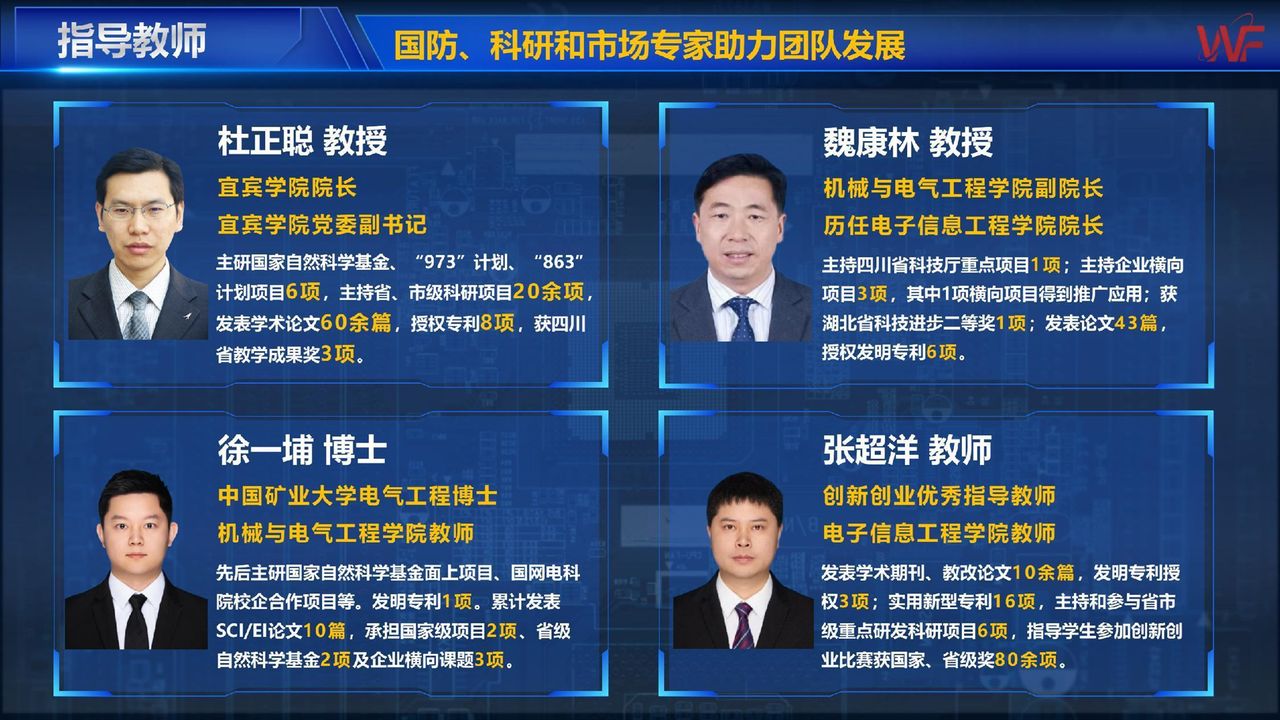 指导教师
国防、科研和市场专家助力团队发展
WF
杜正聪 教授
宜宾学院院长
宜宾学院党委副书记
主研国家自然科学基金、“973”计划、“863”
计划项目6项，主持省、市级科研项目20余项，
发表学术论文60余篇，授权专利8项，获四川
省教学成果奖3项。
魏康林 教授
机械与电气工程学院副院长
历任电子信息工程学院院长
主持四川省科技厅重点项目1项；主持企业横向
项目3项，其中1项横向项目得到推广应用；获
湖北省科技进步二等奖1项；发表论文43篇，
授权发明专利6项。
徐一埔 博士
中国矿业大学电气工程博士
机械与电气工程学院教师
先后主研国家自然科学基金面上项目、国网电科
院校企合作项目等。发明专利1项。累计发表
SCI/EI论文10篇，承担国家级项目2项、省级
自然科学基金2项及企业横向课题3项。
张超洋 教师
创新创业优秀指导教师
电子信息工程学院教师
发表学术期刊、教改论文10余篇，发明专利授
权3项；实用新型专利16项，主持和参与省市
级重点研发科研项目6项，指导学生参加创新创
业比赛获国家、省级奖80余项。